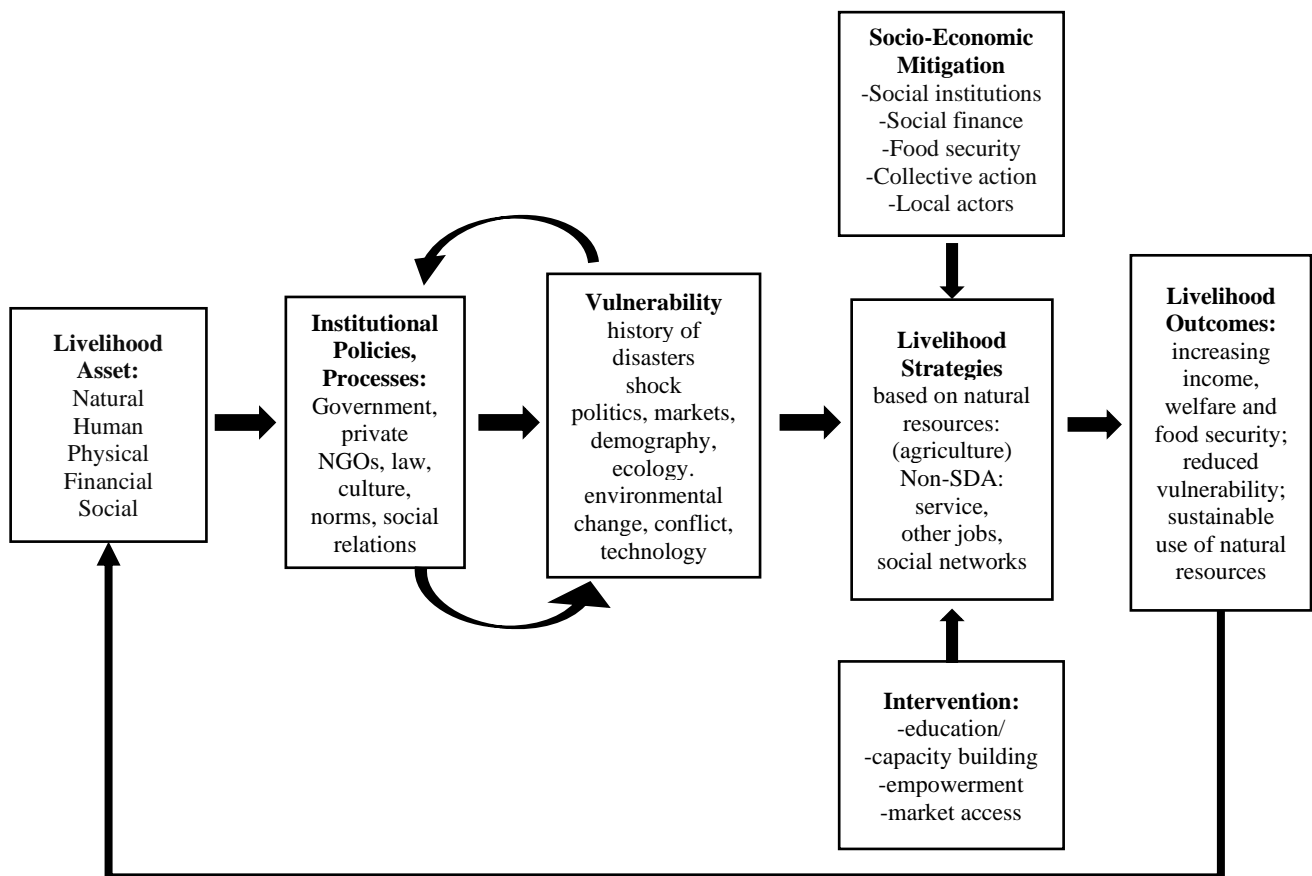 Socio-Economic
Mitigation
-Social institutions
-Social finance
-Food security
-Collective action
-Local actors
Livelihood
Asset:
Natural
Human
Physical
Financial
Social
Institutional
Policies,
Processes:
Government,
private
NGOs, law,
culture,
norms, social
relations
Vulnerability
history of
disasters
shock
politics, markets,
demography,
ecology.
environmental
change, conflict,
technology
Livelihood
Strategies
based on natural
resources:
(agriculture)
Non-SDA:
service,
other jobs,
social networks
Livelihood
Outcomes:
increasing
income,
welfare and
food security;
reduced
vulnerability;
sustainable
use of natural
resources
Intervention:
-education/
-capacity building
-empowerment
-market access